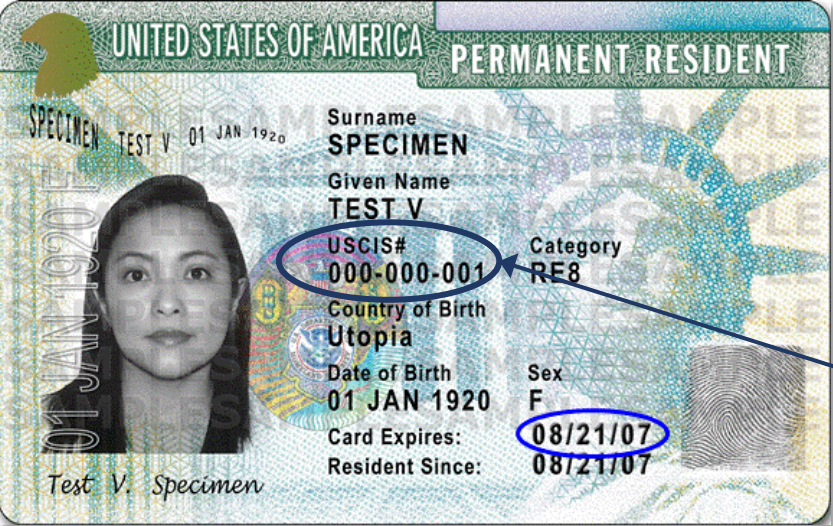 UNITED STATES OF AMERICA
PERMANENT RESIDENT
SPECIMEN TEST V 01 JAN 1920
Surname
SPECIMEN
Given Name
TEST V
USCIS#
000-000-001
Category
RE8
Country of Birth
Utopia
Date of Birth
01 JAN 1920
Sex
F
Card Expires:
08/21/07
Resident Since:
08/21/07
01 JAN 1920 F
Test V. Specimen